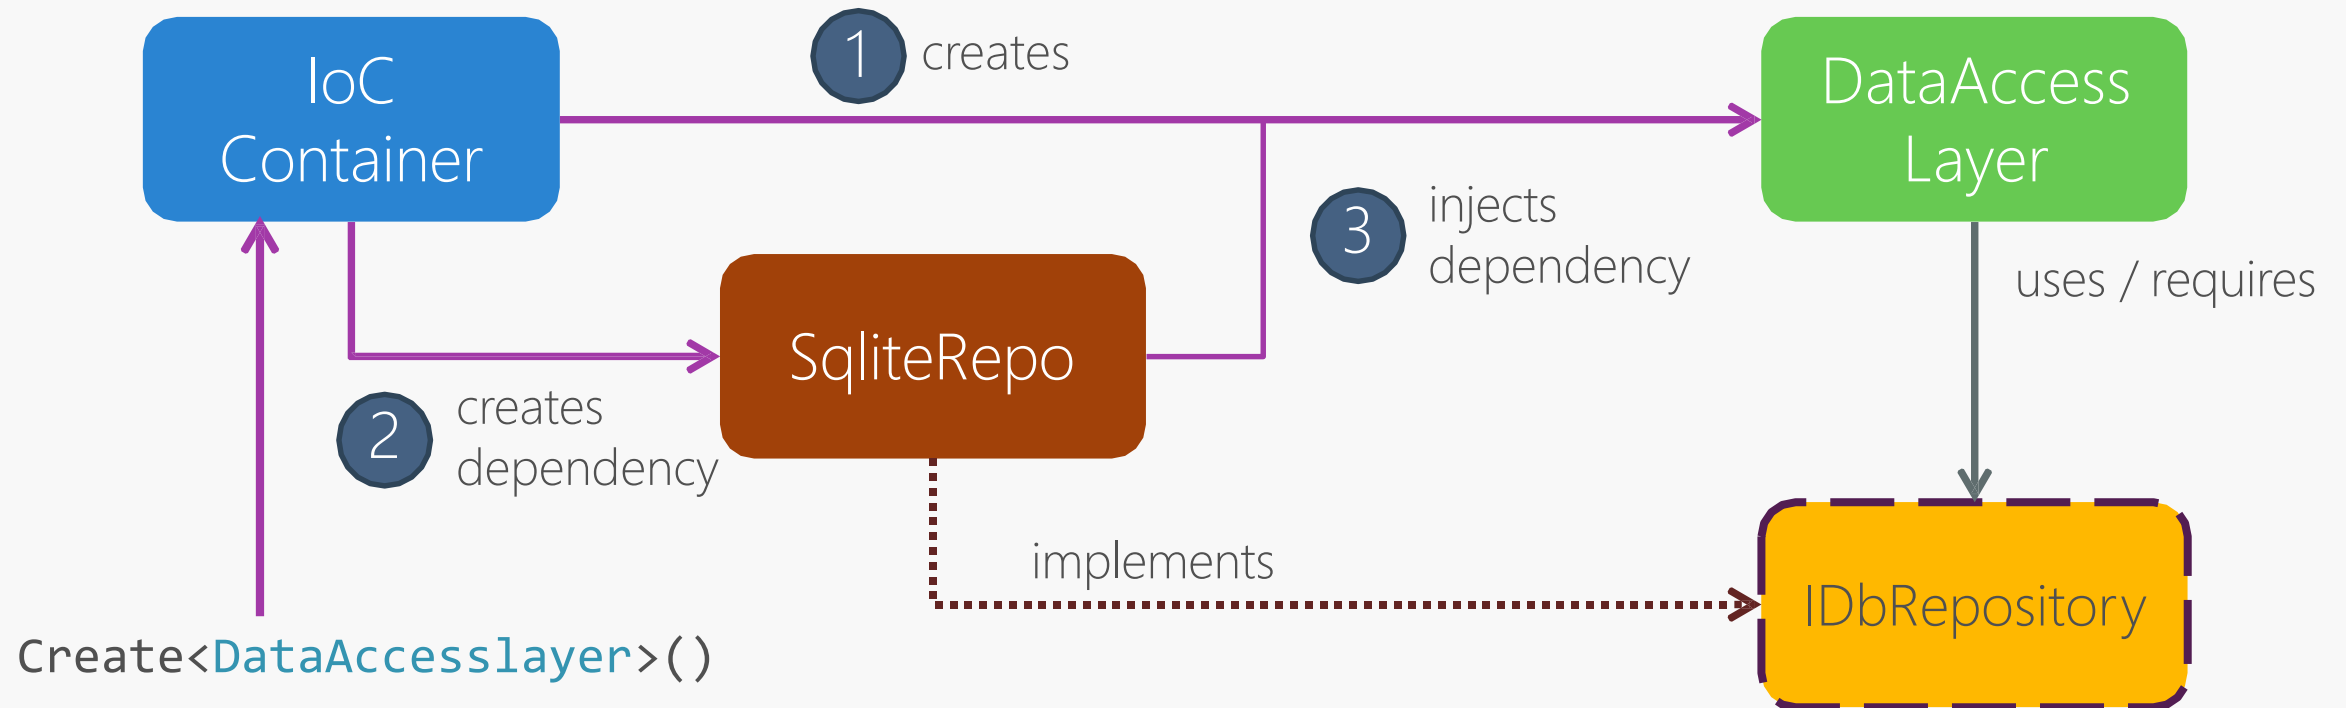 IoC
Container
1
creates
DataAccess
Layer
3
injects
dependency
uses / requires
SqliteRepo
2
creates
dependency
implements
IDbRepository
Create<DataAccesslayer>()